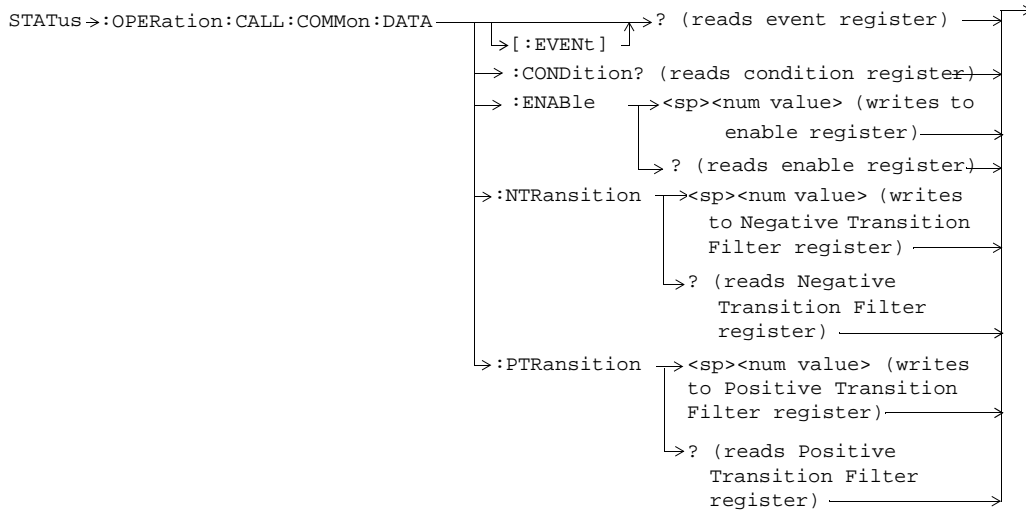 STATus :OPERation:CALL:COMMon:DATA ? (reads event register)
[:EVENt]
:CONDition? (reads condition register)
:ENABle <sp><num value> (writes to
enable register)
? (reads enable register)
:NTRansition <sp><num value> (writes
to Negative Transition
Filter register)
? (reads Negative
Transition Filter
register)
:PTRansition <sp><num value> (writes
to Positive Transition
Filter register)
? (reads Positive
Transition Filter
register)